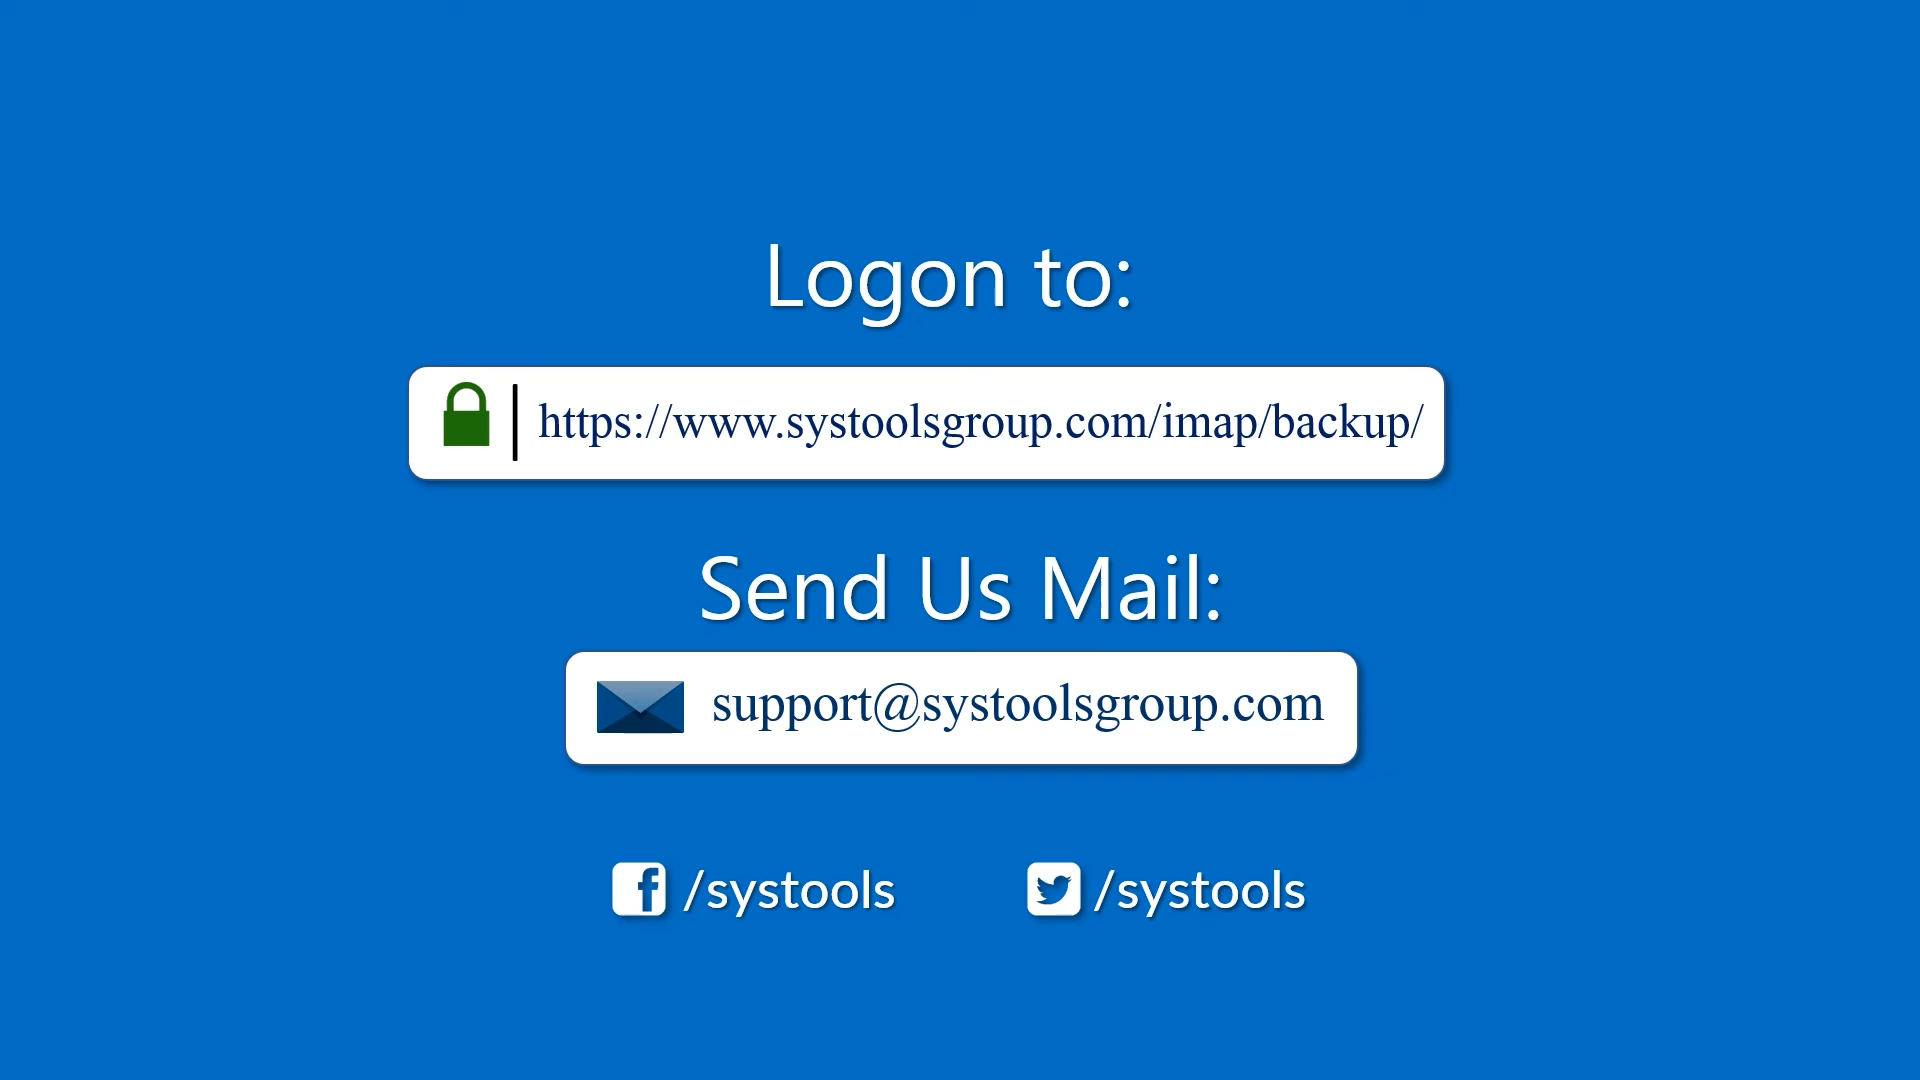 Logon to:
https://www.systoolsgroup.com/imap/backup/
Send Us Mail:
support@systoolsgroup.com
/systools /systools